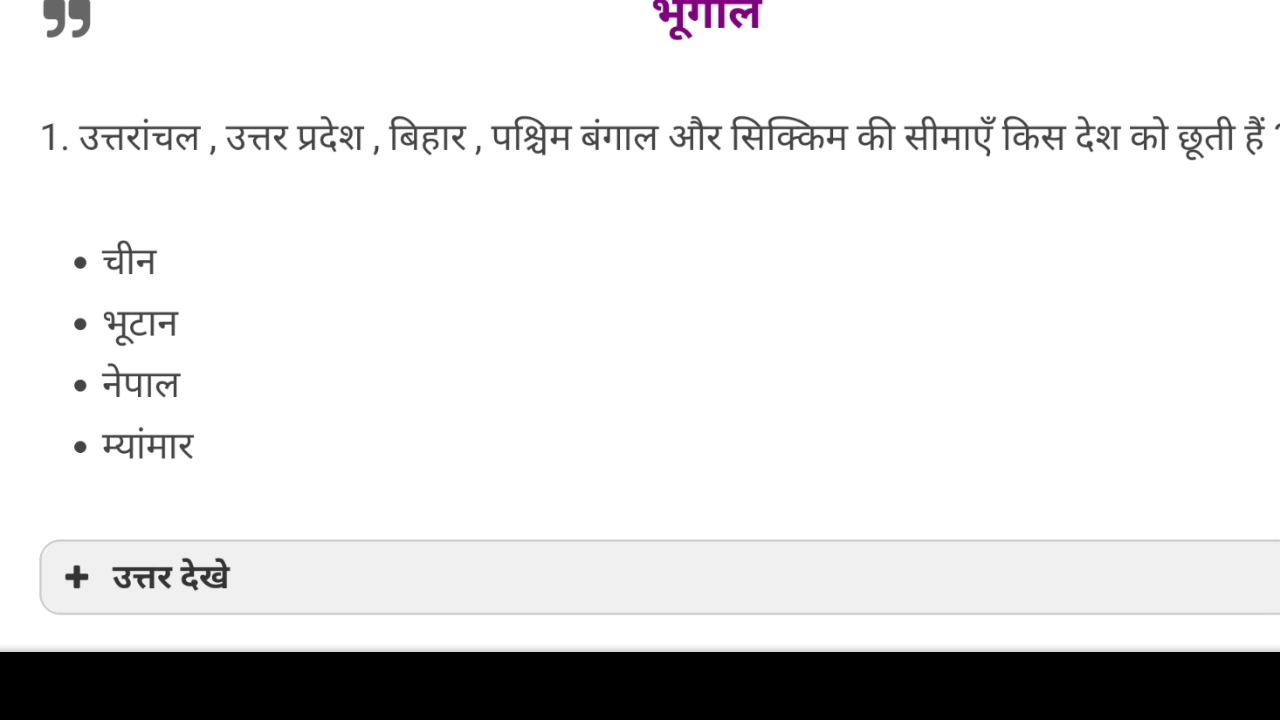 भूगोल
1. उत्तरांचल , उत्तर प्रदेश , बिहार , पश्चिम बंगाल और सिक्किम की सीमाएँ किस देश को छूती हैं ?
• चीन
• भूटान
• नेपाल
• म्यांमार
+ उत्तर देखे